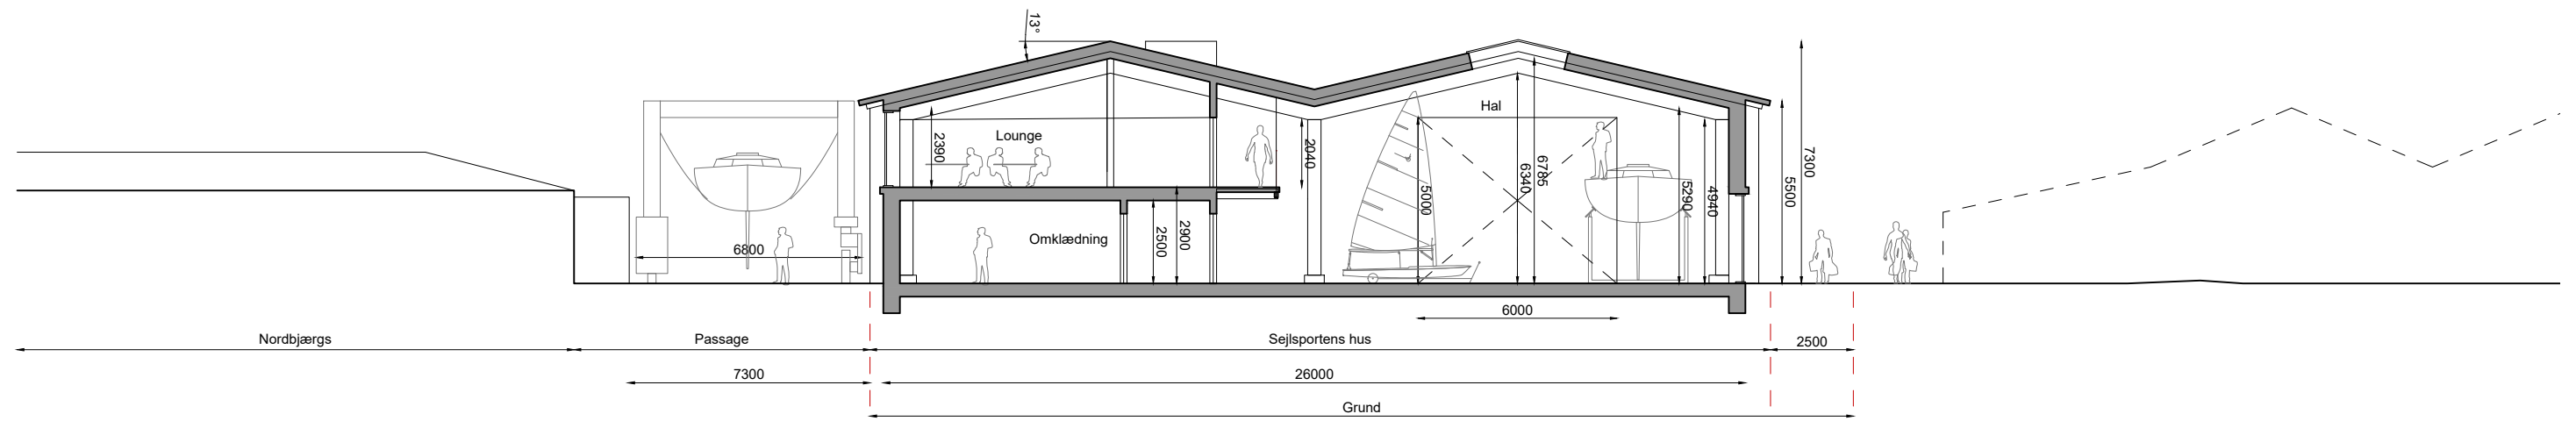 13°
Lounge
Hal
2390
2040
5000
6340
6785
5290
4940
5500
7300
6800
Omklædning
2500
2900
6000
Nordbjærgs
Passage
Sejlsportens hus
2500
7300
26000
Grund